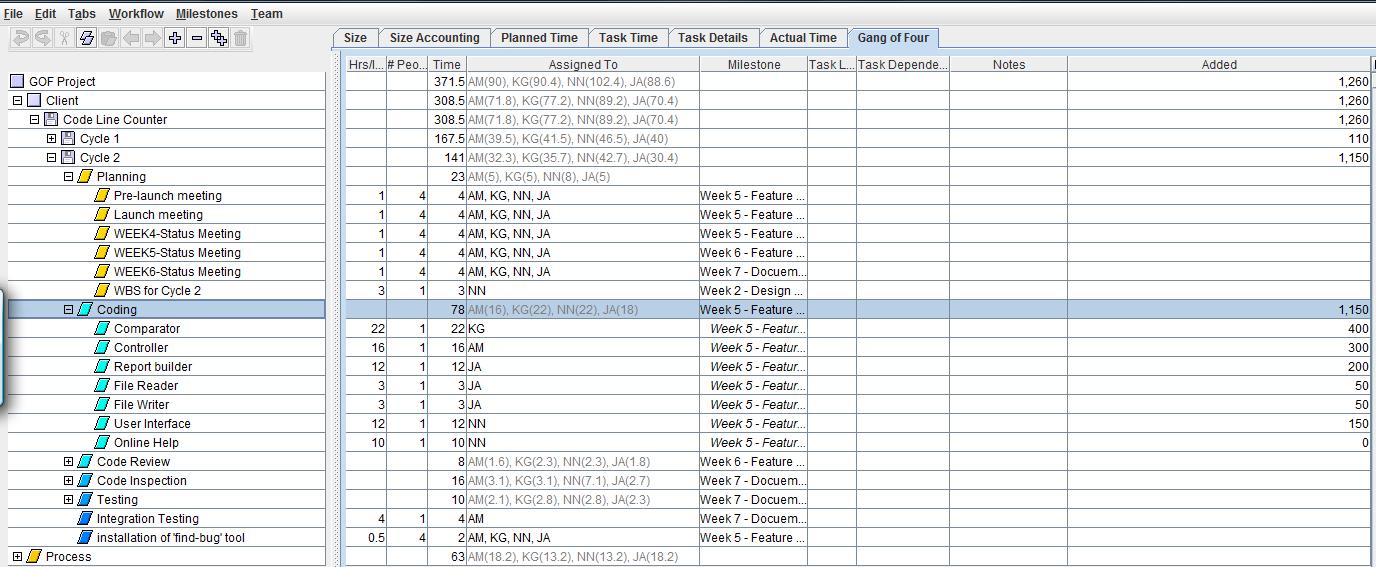 File Edit Tabs Workflow Milestones Team
Size Size Accounting Planned Time Task Time Task Details Actual Time Gang of Four
Hrs/I... # Peo... Time Assigned To Milestone Task L... Task Depende... Notes Added
GOF Project 371.5 AM(90), KG(90.4), NN(102.4), JA(88.6) 1,260
Client 308.5 AM(71.8), KG(77.2), NN(89.2), JA(70.4) 1,260
Code Line Counter 308.5 AM(71.8), KG(77.2), NN(89.2), JA(70.4) 1,260
Cycle 1 167.5 AM(39.5), KG(41.5), NN(46.5), JA(40) 110
Cycle 2 141 AM(32.3), KG(35.7), NN(42.7), JA(30.4) 1,150
Planning 23 AM(5), KG(5), NN(8), JA(5)
Pre-launch meeting 1 4 4 AM, KG, NN, JA Week 5 - Feature ...
Launch meeting 1 4 4 AM, KG, NN, JA Week 5 - Feature ...
WEEK4-Status Meeting 1 4 4 AM, KG, NN, JA Week 5 - Feature ...
WEEK5-Status Meeting 1 4 4 AM, KG, NN, JA Week 6 - Feature ...
WEEK6-Status Meeting 1 4 4 AM, KG, NN, JA Week 7 - Docuem...
WBS for Cycle 2 3 1 3 NN Week 2 - Design ...
Coding 78 AM(16), KG(22), NN(22), JA(18) Week 5 - Feature ... 1,150
Comparator 22 1 22 KG Week 5 - Featur... 400
Controller 16 1 16 AM Week 5 - Featur... 300
Report builder 12 1 12 JA Week 5 - Featur... 200
File Reader 3 1 3 JA Week 5 - Featur... 50
File Writer 3 1 3 JA Week 5 - Featur... 50
User Interface 12 1 12 NN Week 5 - Featur... 150
Online Help 10 1 10 NN Week 5 - Featur... 0
Code Review 8 AM(1.6), KG(2.3), NN(2.3), JA(1.8) Week 6 - Feature ...
Code Inspection 16 AM(3.1), KG(3.1), NN(7.1), JA(2.7) Week 7 - Docuem...
Testing 10 AM(2.1), KG(2.8), NN(2.8), JA(2.3) Week 7 - Docuem...
Integration Testing 4 1 4 AM Week 7 - Docuem...
installation of 'find-bug' tool 0.5 4 2 AM, KG, NN, JA Week 5 - Feature ...
Process 63 AM(18.2), KG(13.2), NN(13.2), JA(18.2)